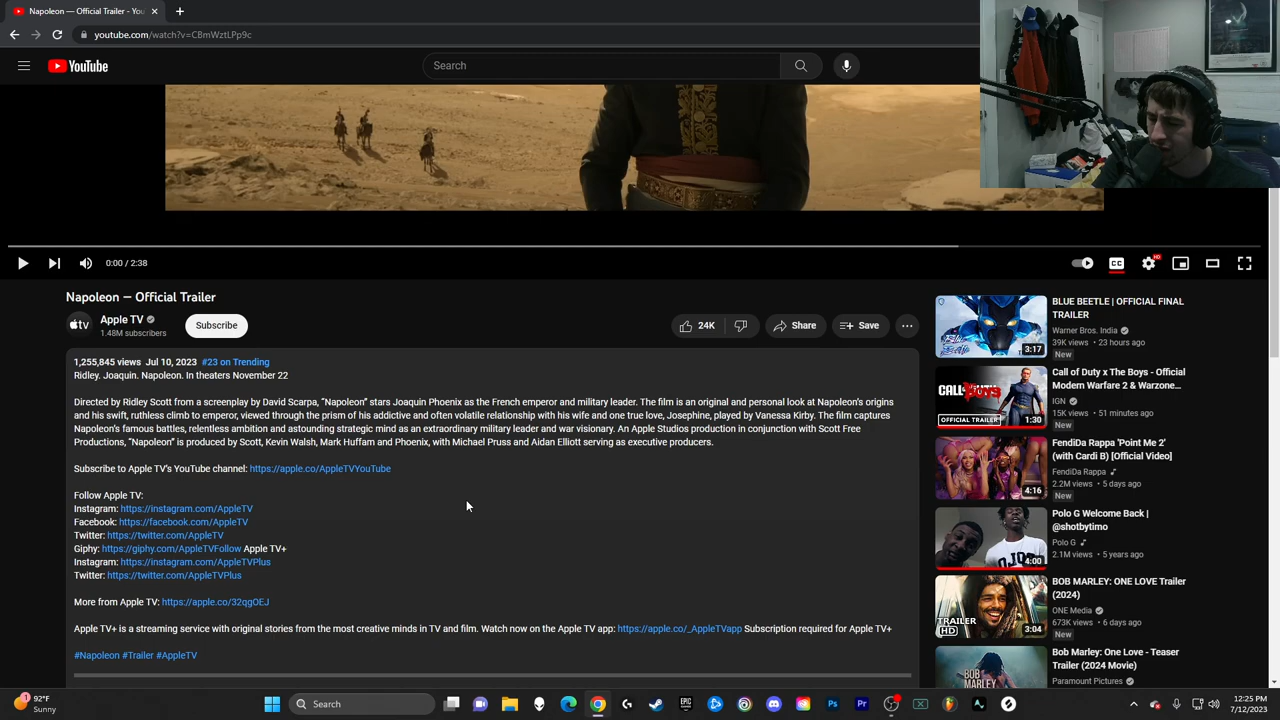 Napoleon — Official Trailer - You
youtube.com/watch?v=CBmWztLPp9c
YouTube
Search
0:00 / 2:38
CC
HD
Napoleon — Official Trailer
tv
Apple TV
1.48M subscribers
Subscribe
24K
Share
Save
1,255,845 views Jul 10, 2023 #23 on Trending
Ridley. Joaquin. Napoleon. In theaters November 22
Directed by Ridley Scott from a screenplay by David Scarpa, "Napoleon" stars Joaquin Phoenix as the French emperor and military leader. The film is an original and personal look at Napoleon's origins
and his swift, ruthless climb to emperor, viewed through the prism of his addictive and often volatile relationship with his wife and one true love, Josephine, played by Vanessa Kirby. The film captures
Napoleon's famous battles, relentless ambition and astounding strategic mind as an extraordinary military leader and war visionary. An Apple Studios production in conjunction with Scott Free
Productions, "Napoleon" is produced by Scott, Kevin Walsh, Mark Huffam and Phoenix, with Michael Pruss and Aidan Elliott serving as executive producers.
Subscribe to Apple TV's YouTube channel: https://apple.co/AppleTVYouTube
Follow Apple TV:
Instagram: https://instagram.com/AppleTV
Facebook: https://facebook.com/AppleTV
Twitter: https://twitter.com/AppleTV
Giphy: https://giphy.com/AppleTVFollow Apple TV+
Instagram: https://instagram.com/AppleTVPlus
Twitter: https://twitter.com/AppleTVPlus
More from Apple TV: https://apple.co/32qgOEJ
Apple TV+ is a streaming service with original stories from the most creative minds in TV and film. Watch now on the Apple TV app: https://apple.co/_AppleTVapp Subscription required for Apple TV+
#Napoleon #Trailer #AppleTV
3:17
BLUE BEETLE | OFFICIAL FINAL
TRAILER
Warner Bros. India
39K views • 23 hours ago
New
CALL OF DUTY
OFFICIAL TRAILER
1:30
Call of Duty x The Boys - Official
Modern Warfare 2 & Warzone...
IGN
15K views • 51 minutes ago
New
4:16
FendiDa Rappa 'Point Me 2'
(with Cardi B) [Official Video]
FendiDa Rappa
2.2M views • 5 days ago
New
4:00
Polo G Welcome Back |
@shotbytimo
Polo G
2.1M views • 5 years ago
TRAILER
HD
3:04
BOB MARLEY: ONE LOVE Trailer
(2024)
ONE Media
673K views • 6 days ago
New
BOB MARLEY
Bob Marley: One Love - Teaser
Trailer (2024 Movie)
Paramount Pictures
1
92°F
Sunny
Search
EPIC
Ps
Pr
12:25 PM
7/12/2023